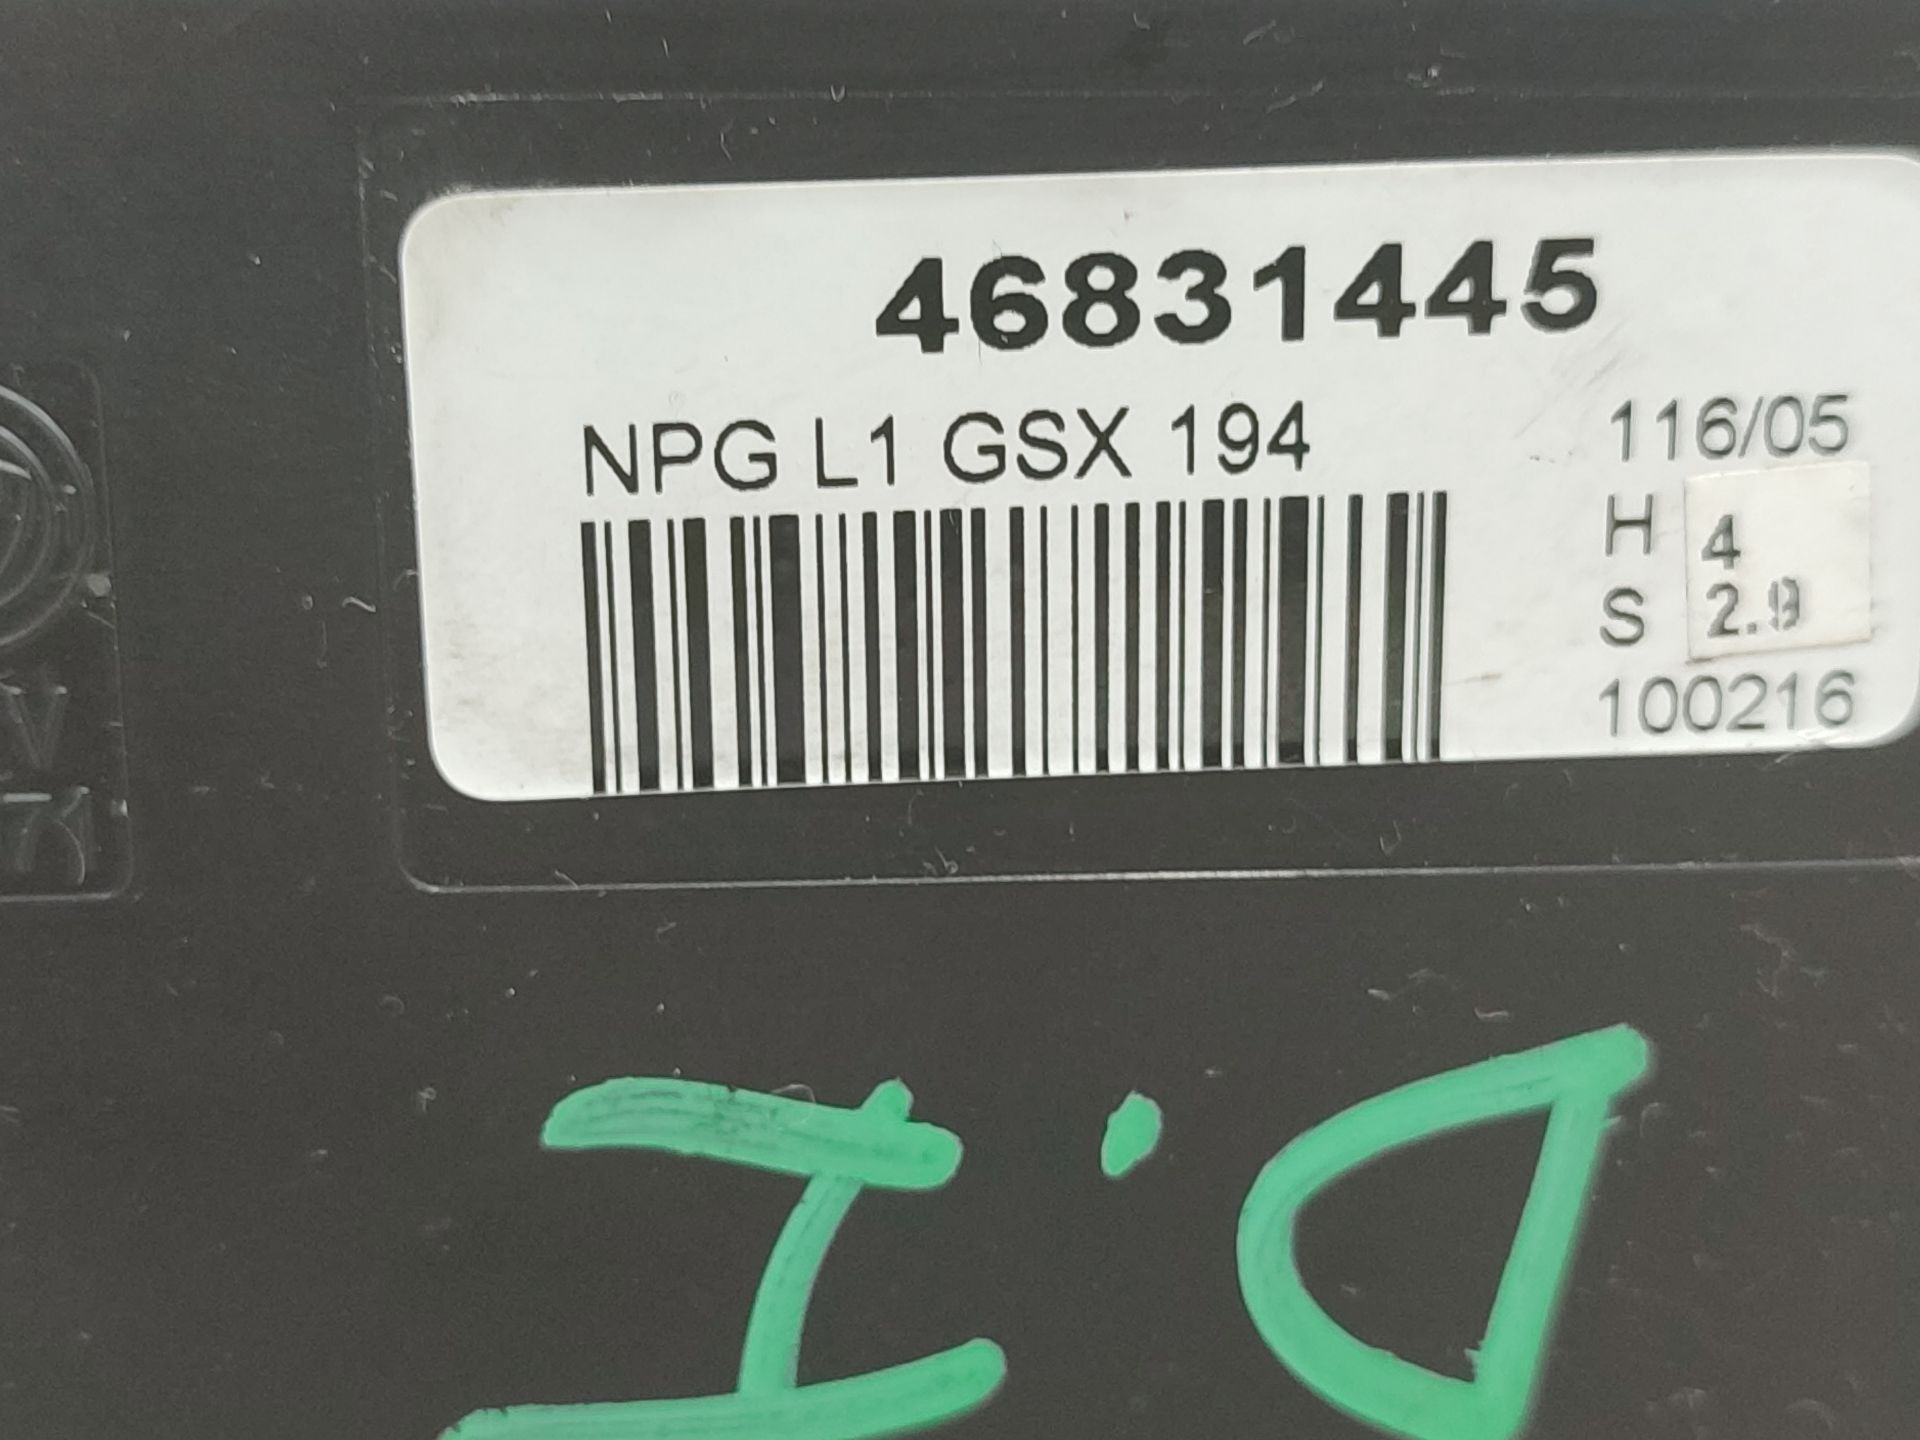 46831445
NPG L1 GSX 194
116/05
H 4
S 2.9
100216
D.I